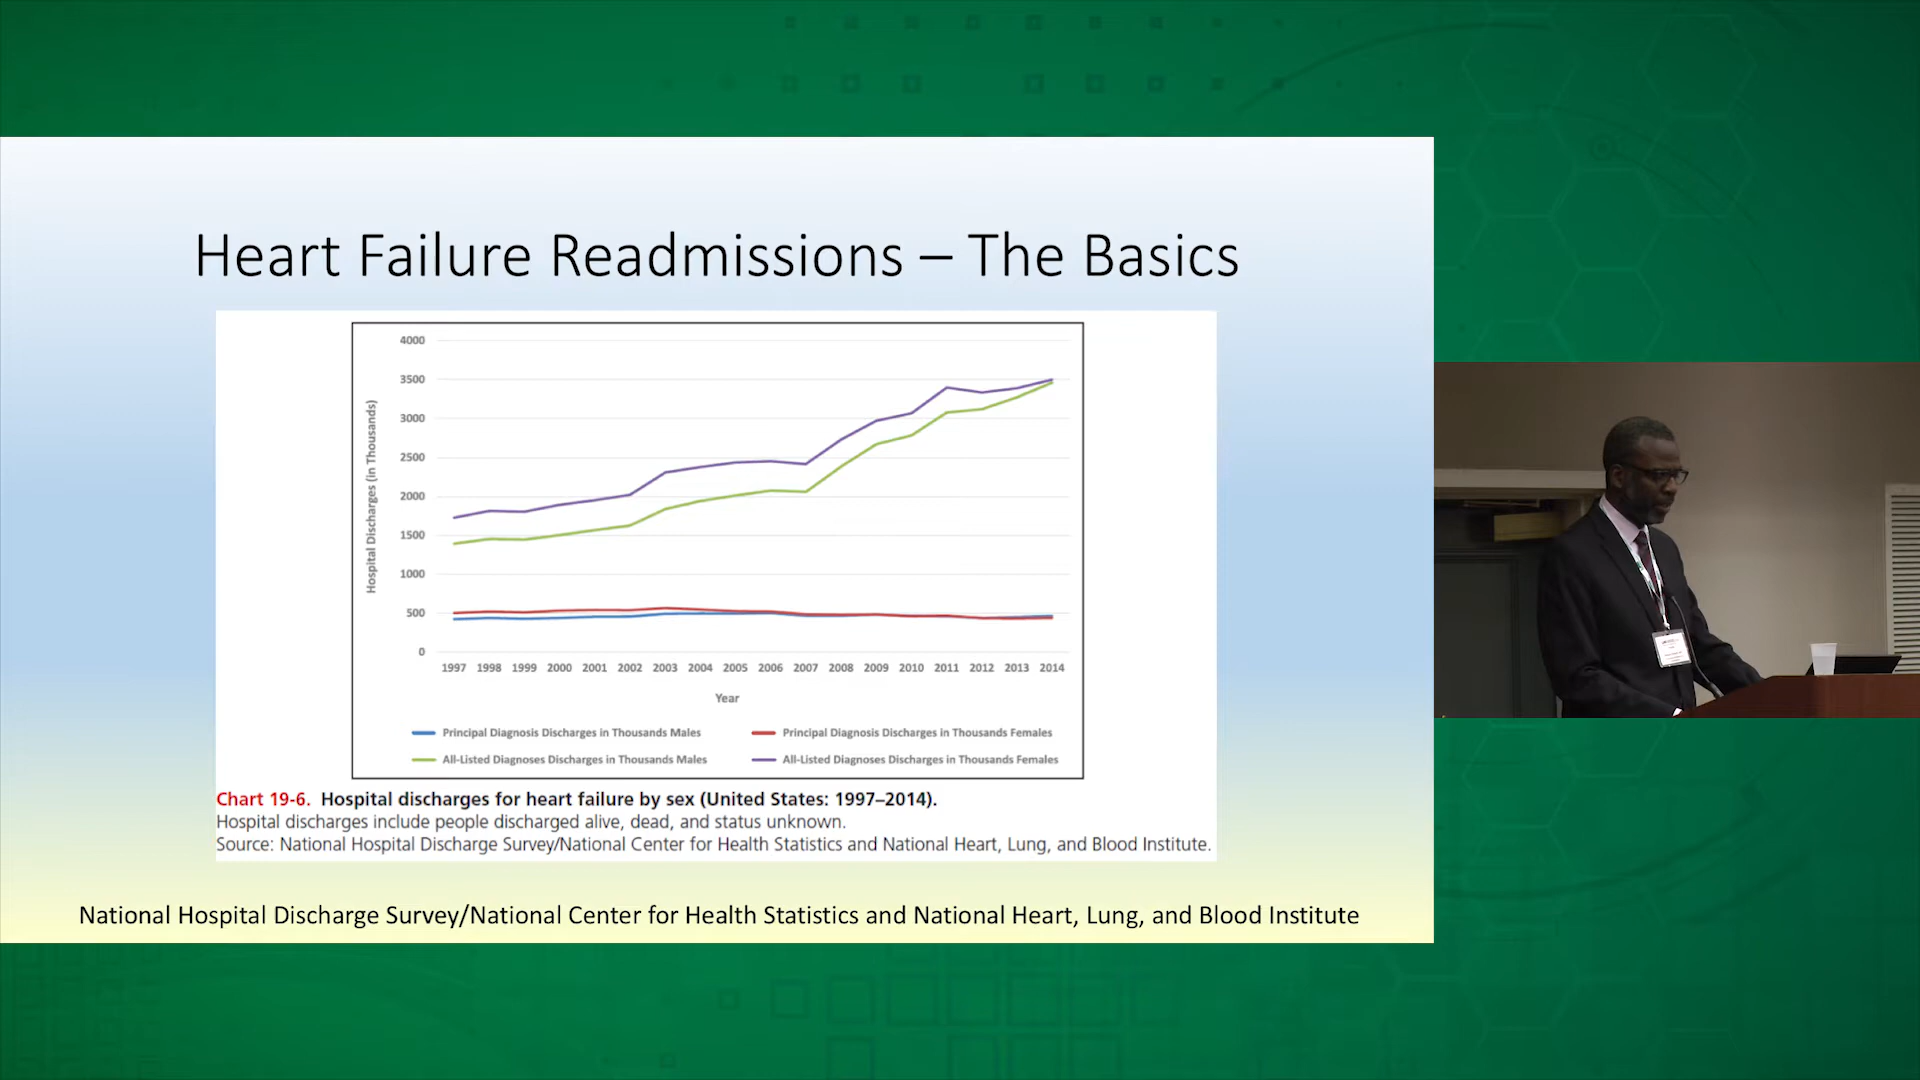 Heart Failure Readmissions – The Basics
4000
3500
3000
2500
2000
1500
1000
500
0
Hospital Discharges (in Thousands)
1997 1998 1999 2000 2001 2002 2003 2004 2005 2006 2007 2008 2009 2010 2011 2012 2013 2014
Year
Principal Diagnosis Discharges in Thousands Males
Principal Diagnosis Discharges in Thousands Females
All-Listed Diagnoses Discharges in Thousands Males
All-Listed Diagnoses Discharges in Thousands Females
Chart 19-6. Hospital discharges for heart failure by sex (United States: 1997–2014).
Hospital discharges include people discharged alive, dead, and status unknown.
Source: National Hospital Discharge Survey/National Center for Health Statistics and National Heart, Lung, and Blood Institute.
National Hospital Discharge Survey/National Center for Health Statistics and National Heart, Lung, and Blood Institute